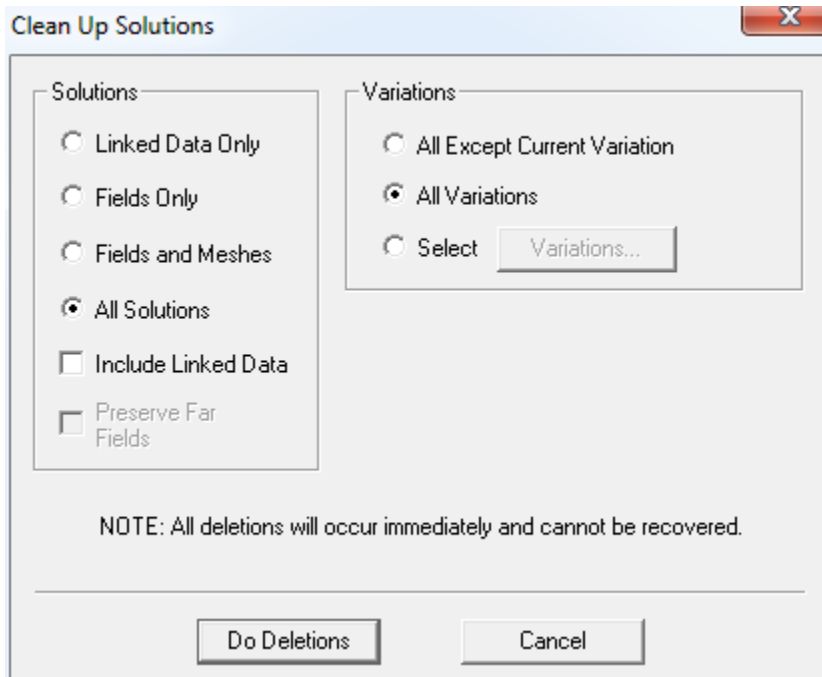 Clean Up Solutions
Solutions
Linked Data Only
Fields Only
Fields and Meshes
All Solutions
Include Linked Data
Preserve Far
Fields
Variations
All Except Current Variation
All Variations
Select
Variations...
NOTE: All deletions will occur immediately and cannot be recovered.
Do Deletions
Cancel